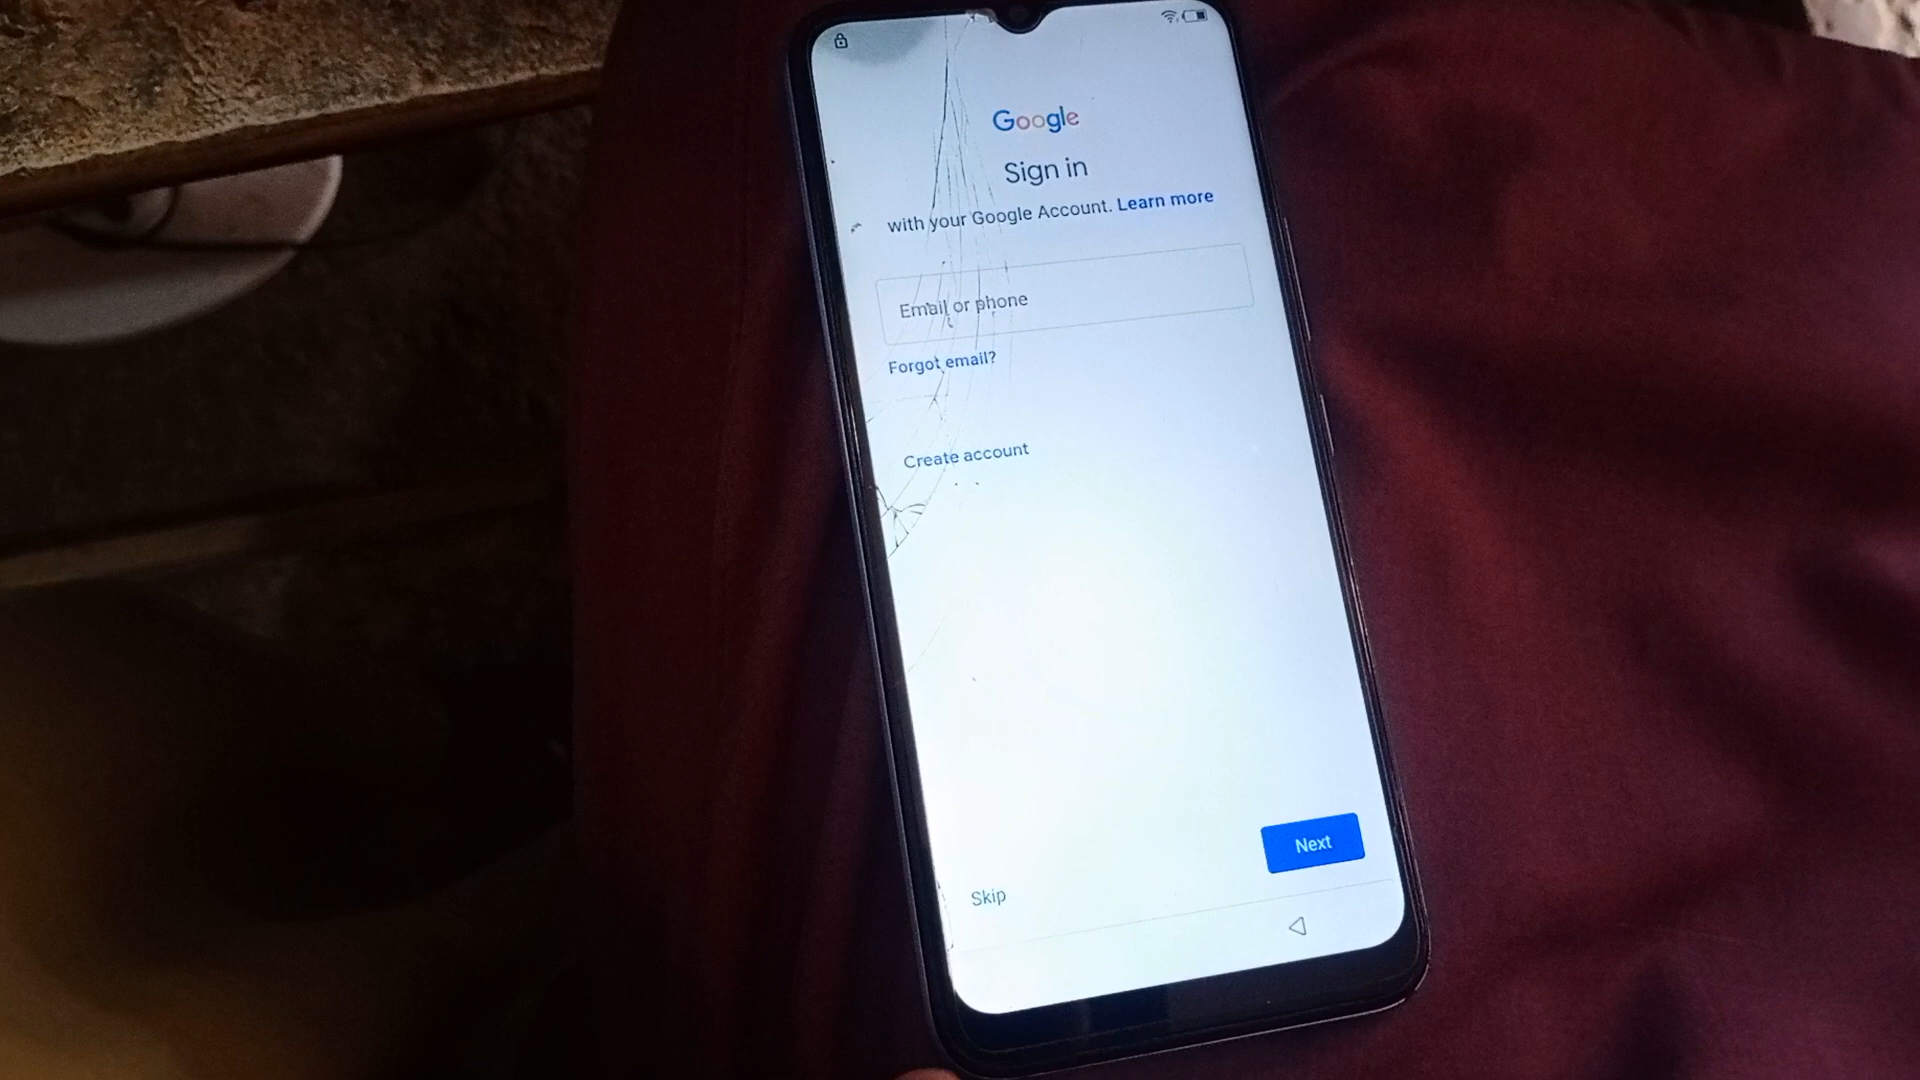 Google
Sign in
with your Google Account. Learn more
Email or phone
Forgot email?
Create account
Next
Skip